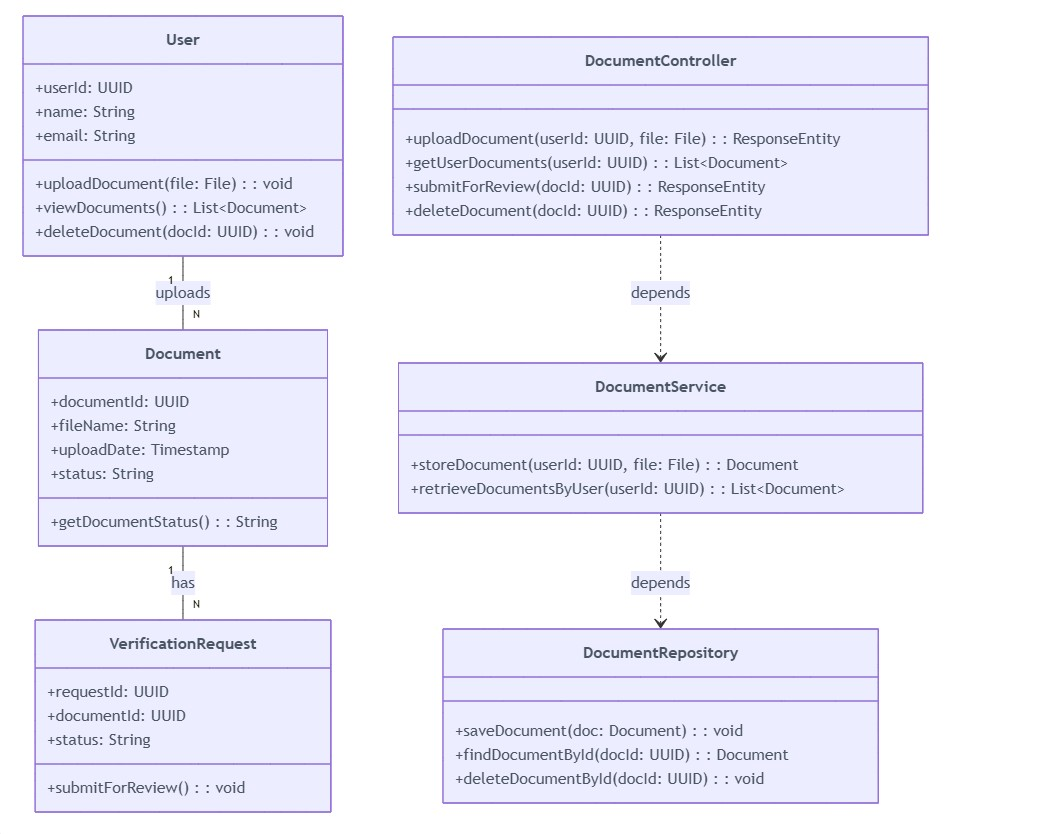 User
+userId: UUID
+name: String
+email: String
+uploadDocument(file: File) : : void
+viewDocuments() : : List<Document>
+deleteDocument(docId: UUID) : : void
1
uploads
N
Document
+documentId: UUID
+fileName: String
+uploadDate: Timestamp
+status: String
+getDocumentStatus() : : String
1
has
N
VerificationRequest
+requestId: UUID
+documentId: UUID
+status: String
+submitForReview() : : void
DocumentController
+uploadDocument(userId: UUID, file: File) : : ResponseEntity
+getUserDocuments(userId: UUID) : : List<Document>
+submitForReview(docId: UUID) : : ResponseEntity
+deleteDocument(docId: UUID) : : ResponseEntity
depends
DocumentService
+storeDocument(userId: UUID, file: File) : : Document
+retrieveDocumentsByUser(userId: UUID) : : List<Document>
depends
DocumentRepository
+saveDocument(doc: Document) : : void
+findDocumentById(docId: UUID) : : Document
+deleteDocumentById(docId: UUID) : : void